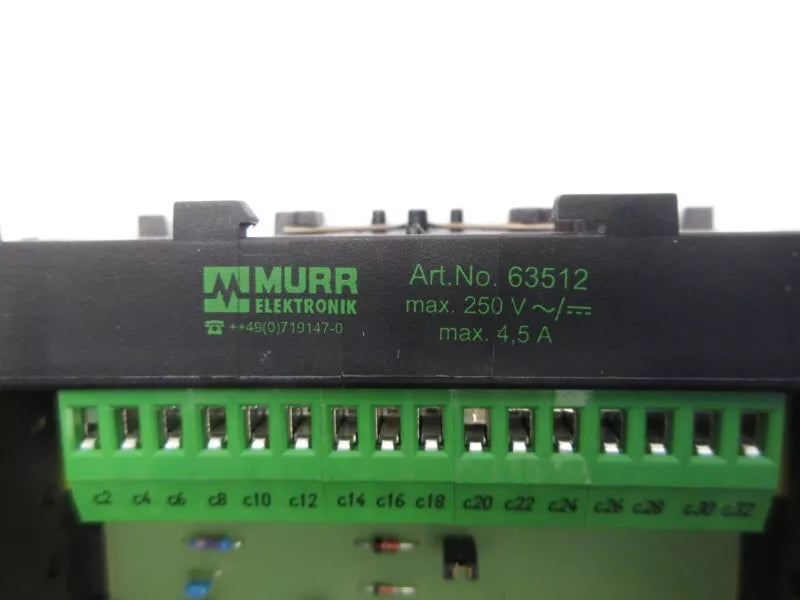 MURR
ELEKTRONIK
☎ ++49(0)719147-0
Art.No. 63512
max. 250 V ~/⎓
max. 4,5 A
c2 c4 c6 c8 c10 c12 c14 c16 c18 c20 c22 c24 c26 c28 c30 c32